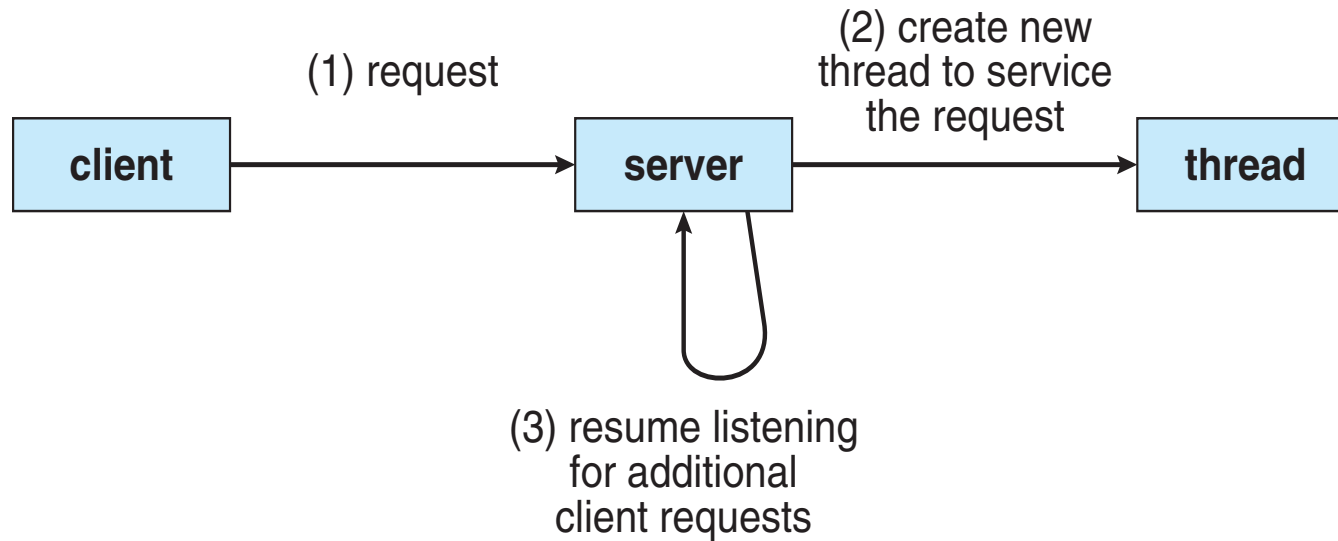 (1) request
(2) create new
thread to service
the request
client
server
thread
(3) resume listening
for additional
client requests